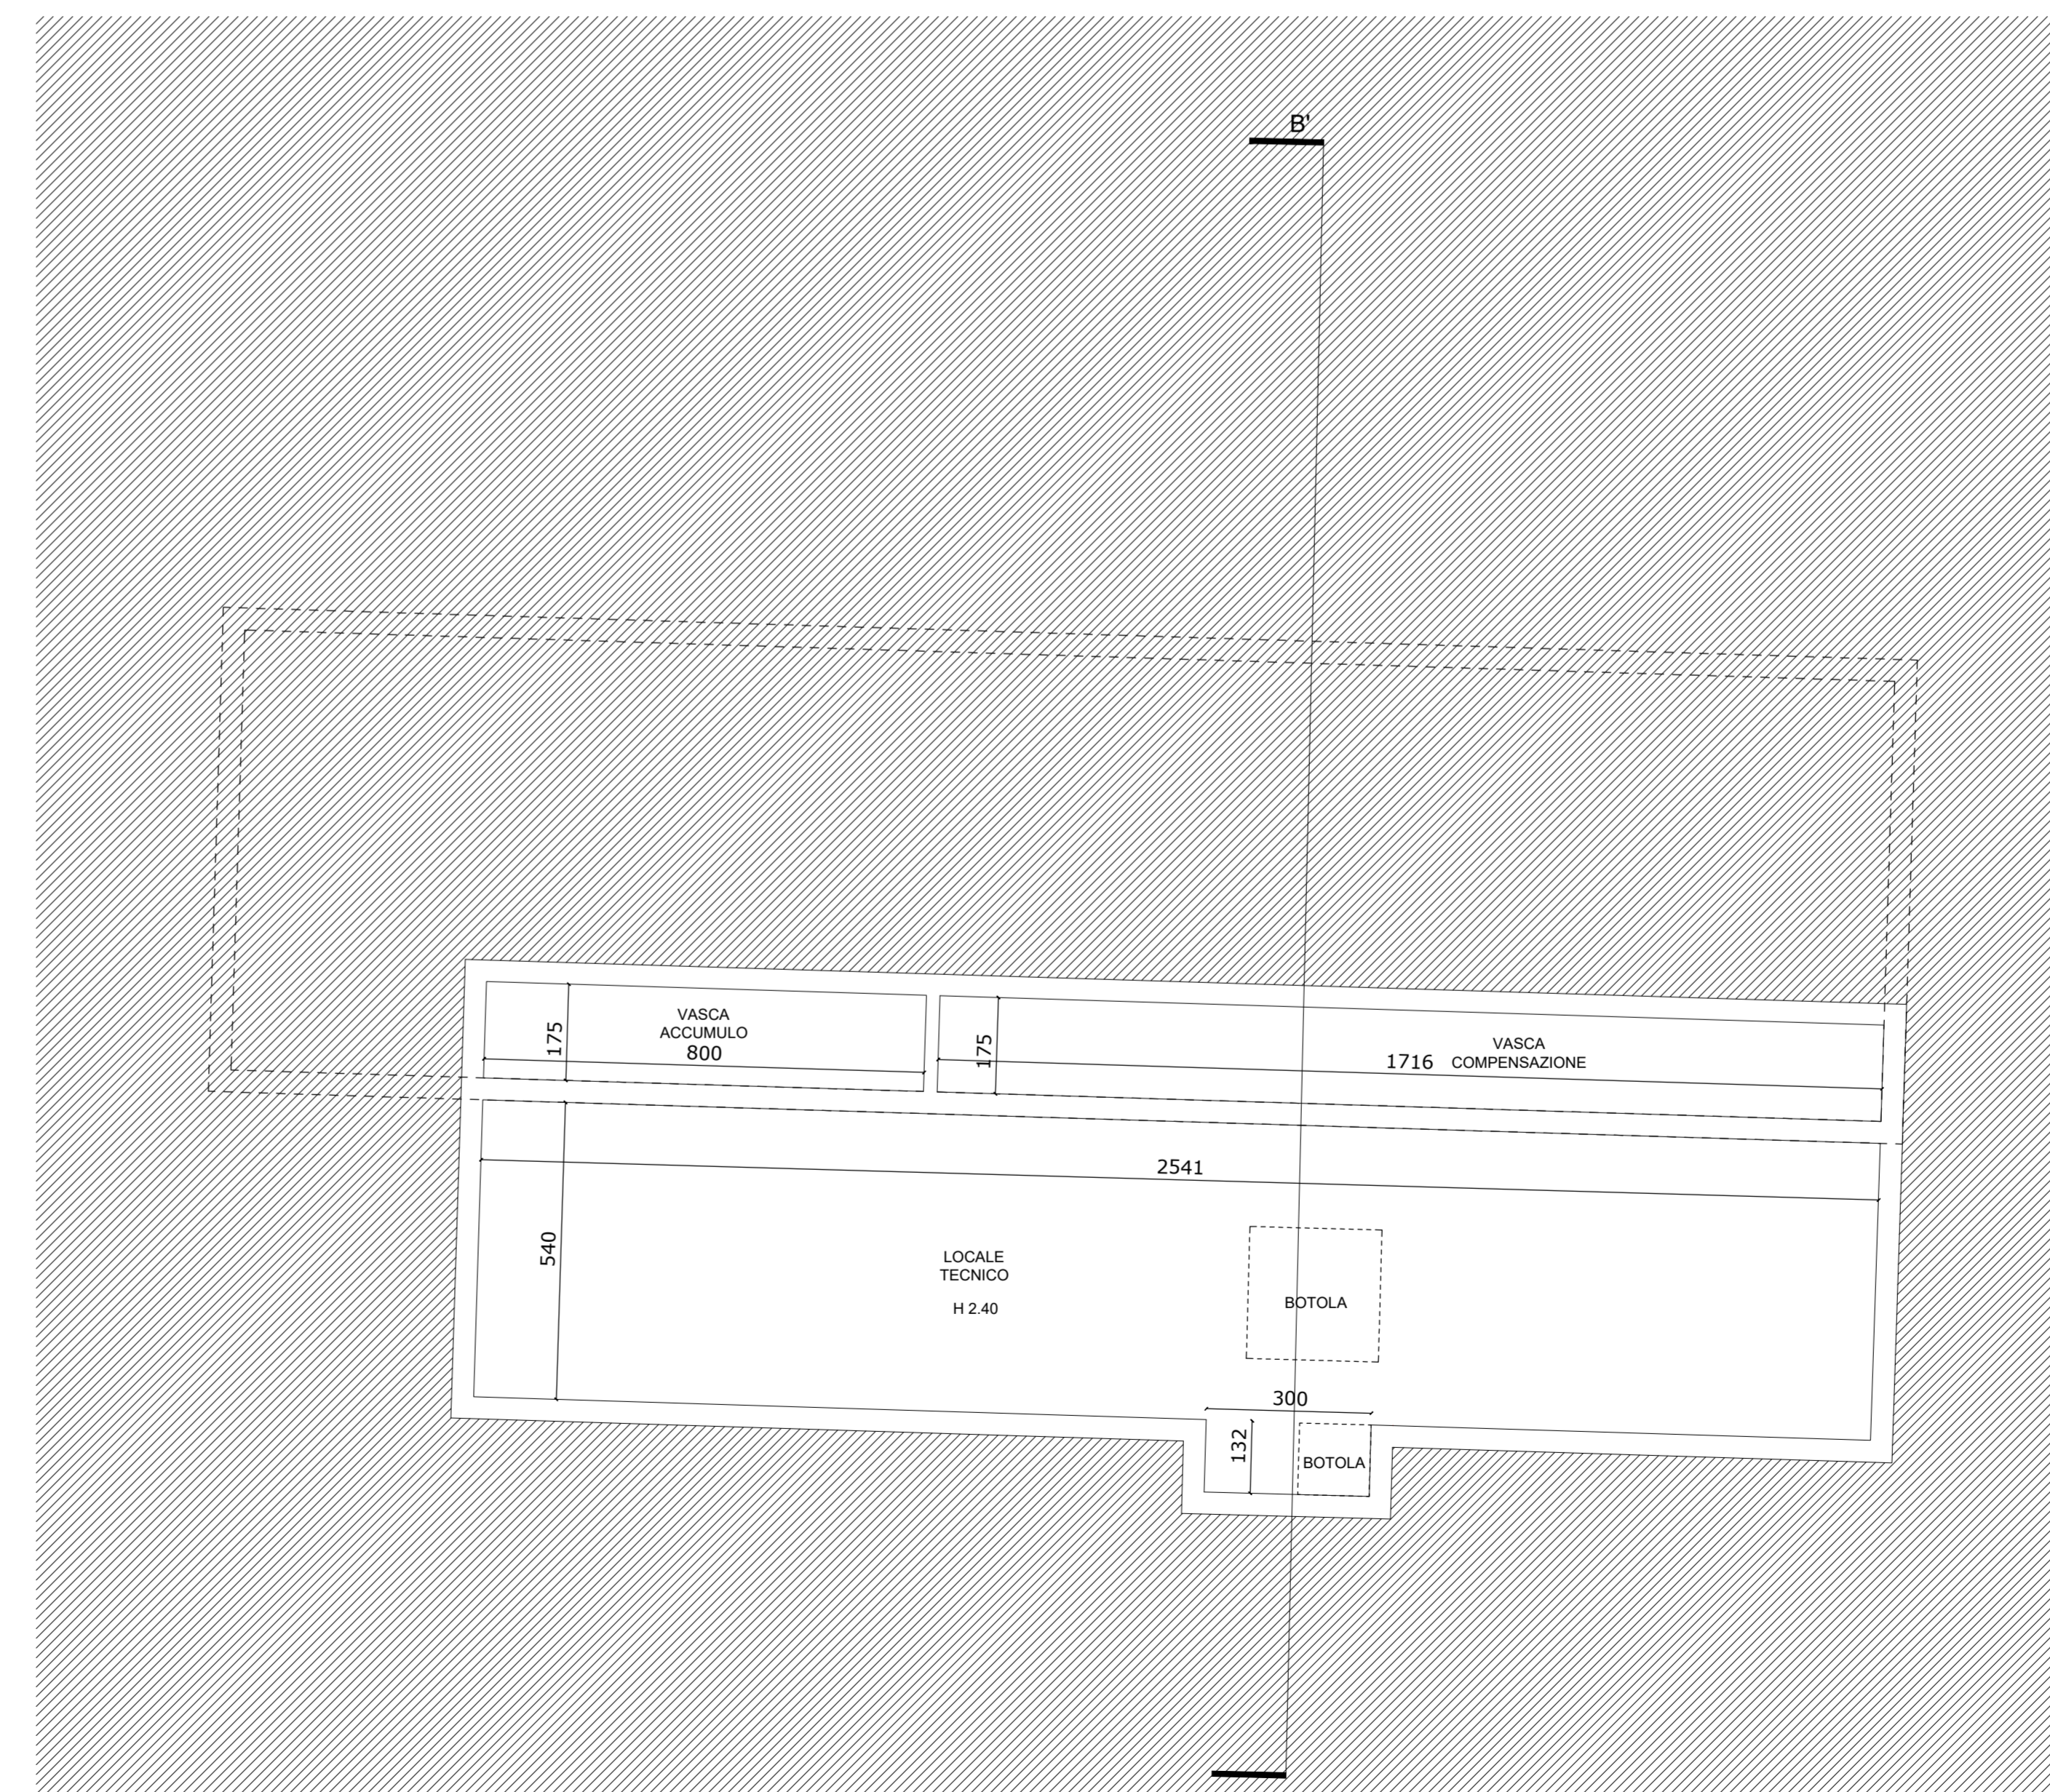 B'
VASCA
ACCUMULO
800
175
175
VASCA
1716 COMPENSAZIONE
2541
540
LOCALE
TECNICO
H 2.40
BOTOLA
300
132
BOTOLA